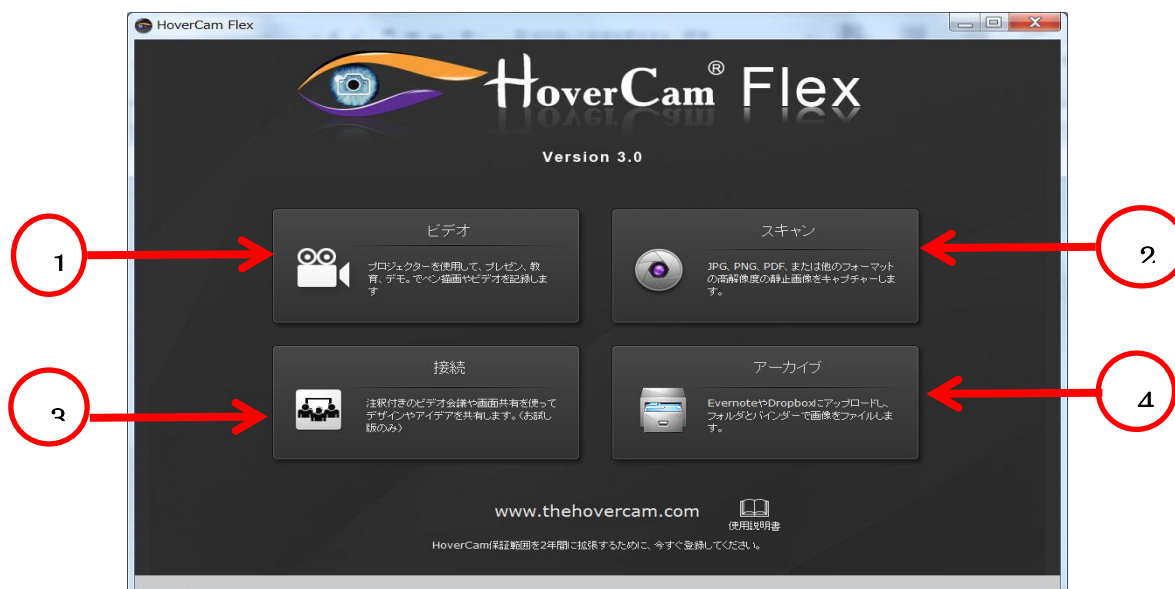 HoverCam Flex
HoverCam® Flex
Version 3.0
1
ビデオ
プロジェクターを使用して、プレゼン、教
育、デモ。でペン描画やビデオを記録しま
す
2
スキャン
JPG, PNG, PDF, または他のフォーマット
の高解像度の静止画像をキャプチャーしま
す。
3
接続
注釈付きのビデオ会議や画面共有を使って
デザインやアイデアを共有します。（お試し
版のみ）
4
アーカイブ
EvernoteやDropboxにアップロードし、
フォルダとバインダーで画像をファイルしま
す。
www.thehovercam.com
使用説明書
HoverCam保証範囲を2年間に拡張するために、今すぐ登録してください。